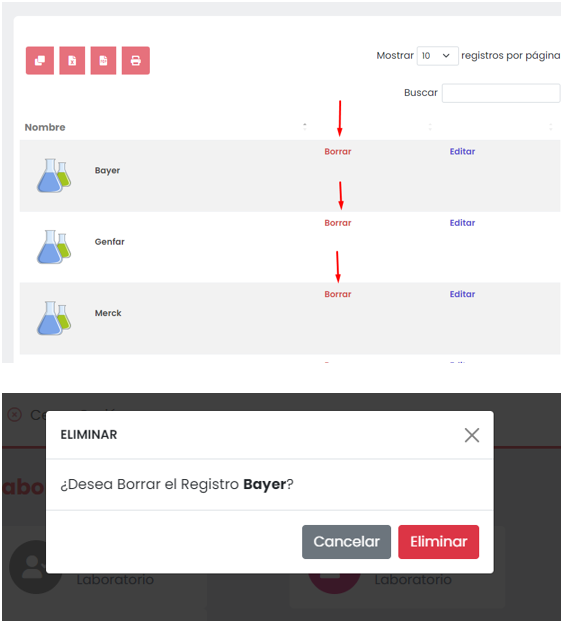 Mostrar 10 registros por página
Buscar
Nombre
Borrar Editar
Bayer
Borrar Editar
Genfar
Borrar Editar
Merck
ELIMINAR
¿Desea Borrar el Registro Bayer?
Cancelar Eliminar
Laboratorio Laboratorio